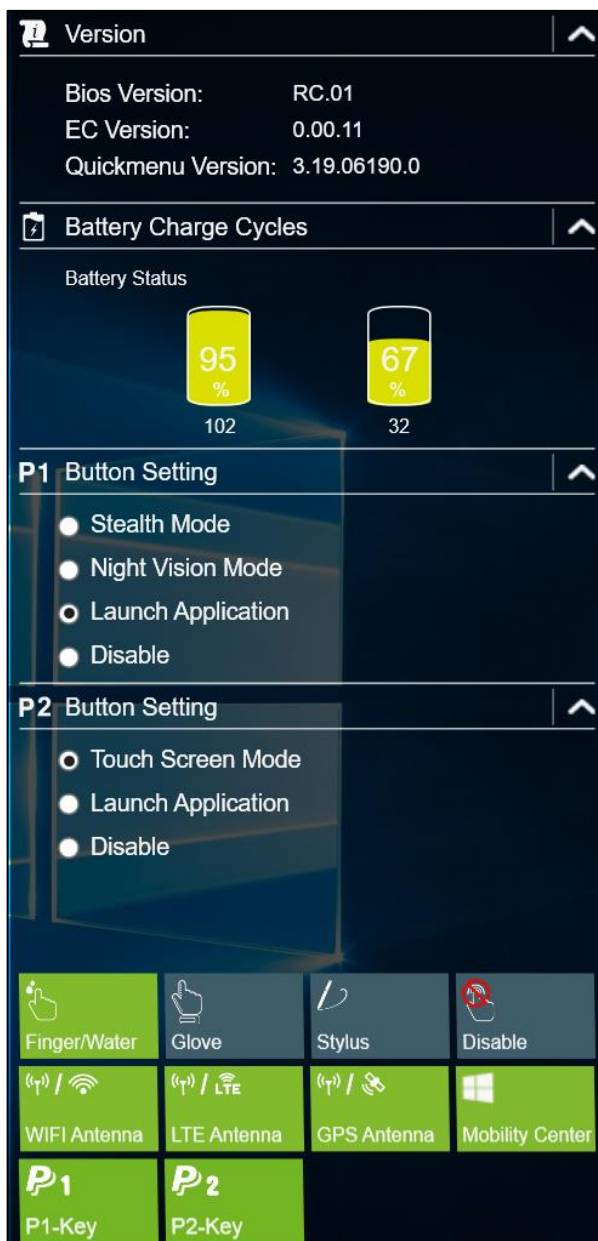 Version
Bios Version: RC.01
EC Version: 0.00.11
Quickmenu Version: 3.19.06190.0
Battery Charge Cycles
Battery Status
95 67
% %
102 32
P1 Button Setting
Stealth Mode
Night Vision Mode
Launch Application
Disable
P2 Button Setting
Touch Screen Mode
Launch Application
Disable
Finger/Water Glove Stylus Disable
/ / LTE /
WIFI Antenna LTE Antenna GPS Antenna Mobility Center
P1 P2
P1-Key P2-Key